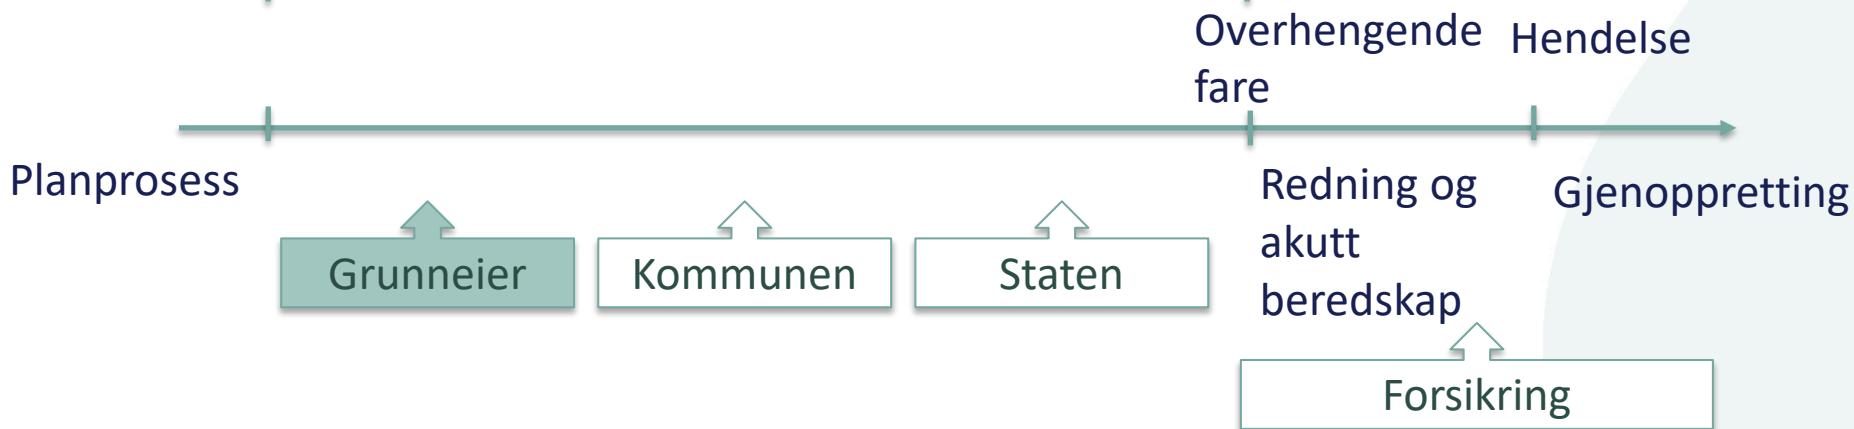 Overhengende
fare
Hendelse
Planprosess
Redning og
akutt
beredskap
Gjenoppretting
Grunneier
Kommunen
Staten
Forsikring